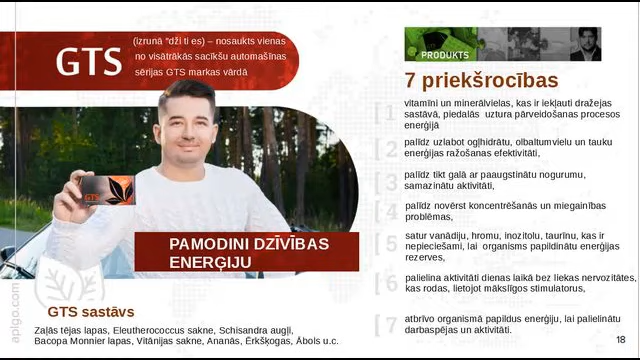 GTS
(izrunā "dži ti es) – nosaukts vienas
no visātrākās sacīkšu automašīnas
sērijas GTS markas vārdā
GTS
PAMODINI DZĪVĪBAS
ENERĢIJU
GTS sastāvs
Zaļās tējas lapas, Eleutherococcus sakne, Schisandra augļi,
Bacopa Monnier lapas, Vītānijas sakne, Ananās, Ērkšķogas, Ābols u.c.
aplgo.com
PRODUKTS
7 priekšrocības
[1
vitamīni un minerālvielas, kas ir iekļauti dražejas
sastāvā, piedalās uztura pārveidošanas procesos
enerģijā
[2
palīdz uzlabot ogļhidrātu, olbaltumvielu un tauku
enerģijas ražošanas efektivitāti,
[3
palīdz tikt galā ar paaugstinātu nogurumu,
samazinātu aktivitāti,
[4
palīdz novērst koncentrēšanās un miegainības
problēmas,
[5
satur vanādiju, hromu, inozitolu, taurīnu, kas ir
nepieciešami, lai organisms papildinātu enerģijas
rezerves,
[6
palielina aktivitāti dienas laikā bez liekas nervozitātes,
kas rodas, lietojot mākslīgos stimulatorus,
[7
atbrīvo organismā papildus enerģiju, lai palielinātu
darbaspējas un aktivitāti.
18